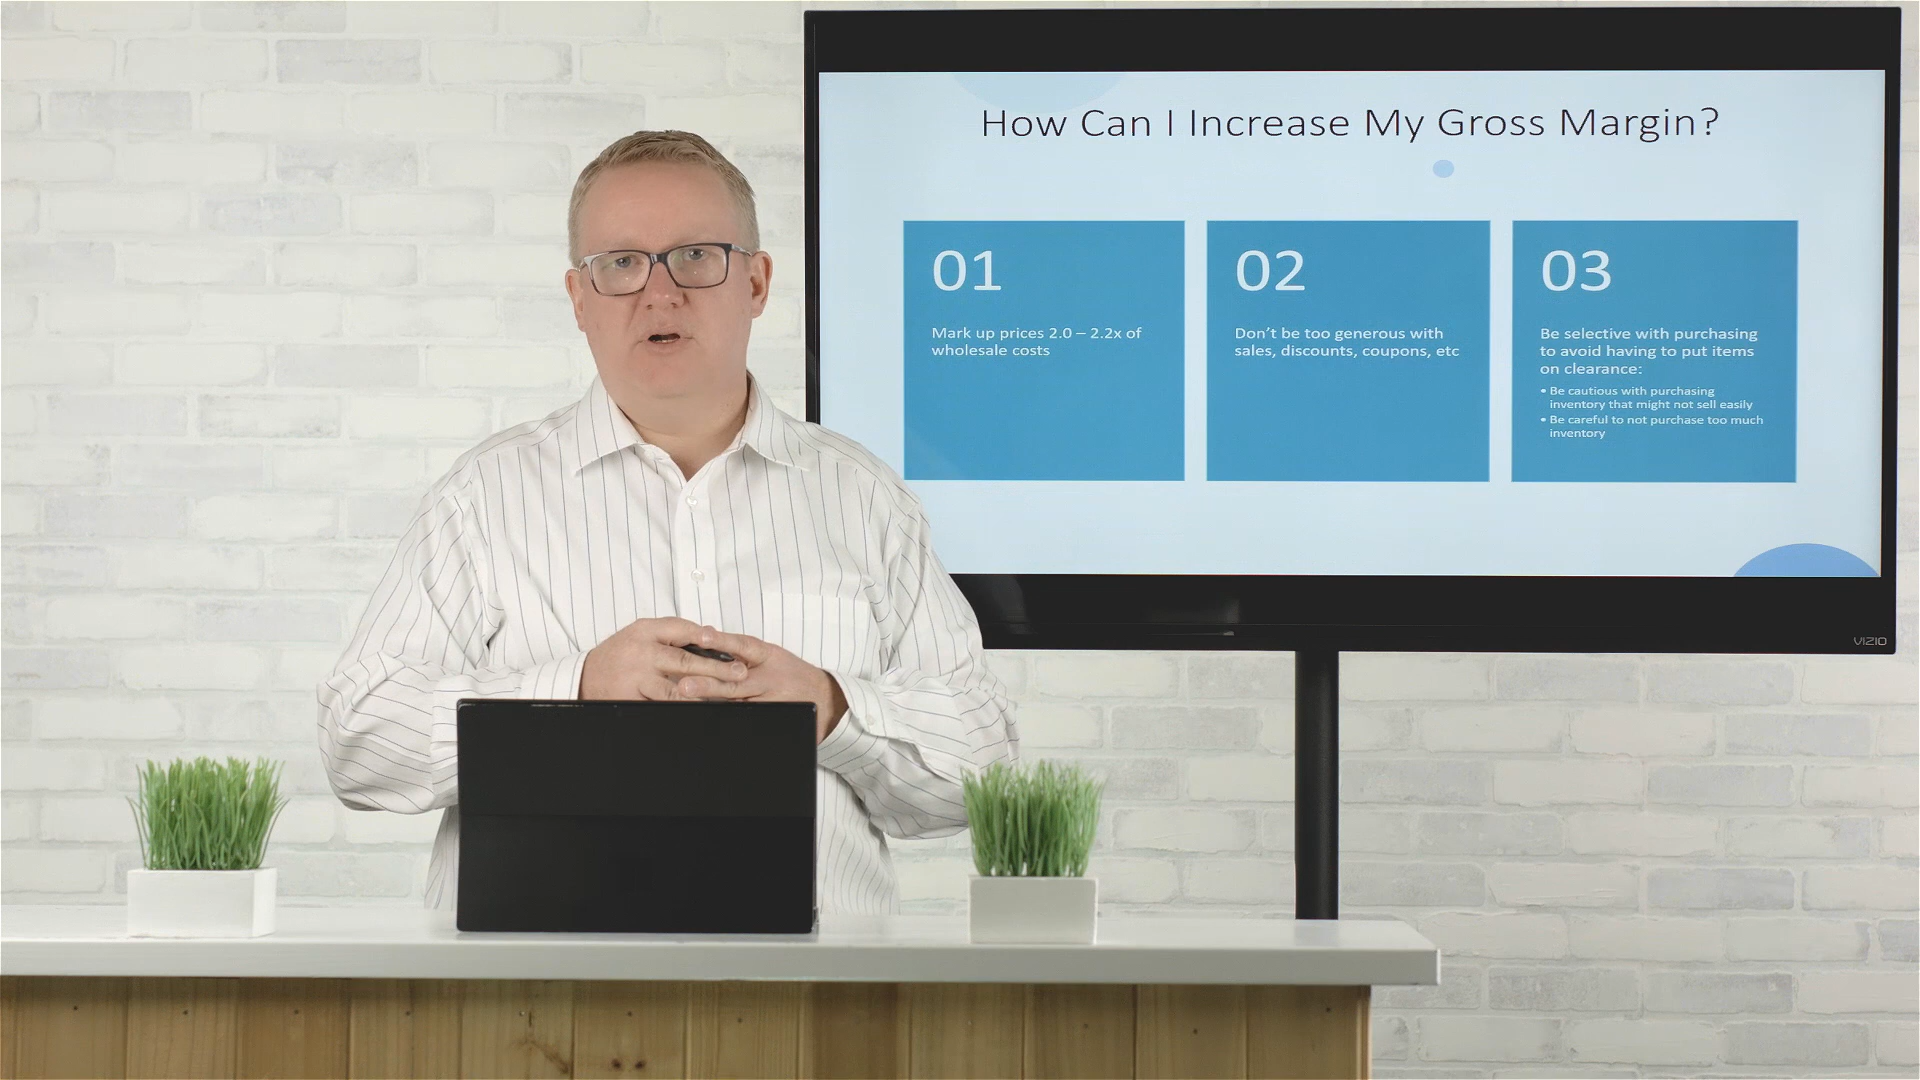 How Can I Increase My Gross Margin?
01
Mark up prices 2.0 – 2.2x of
wholesale costs
02
Don't be too generous with
sales, discounts, coupons, etc
03
Be selective with purchasing
to avoid having to put items
on clearance:
• Be cautious with purchasing
inventory that might not sell easily
• Be careful to not purchase too much
inventory
VIZIO